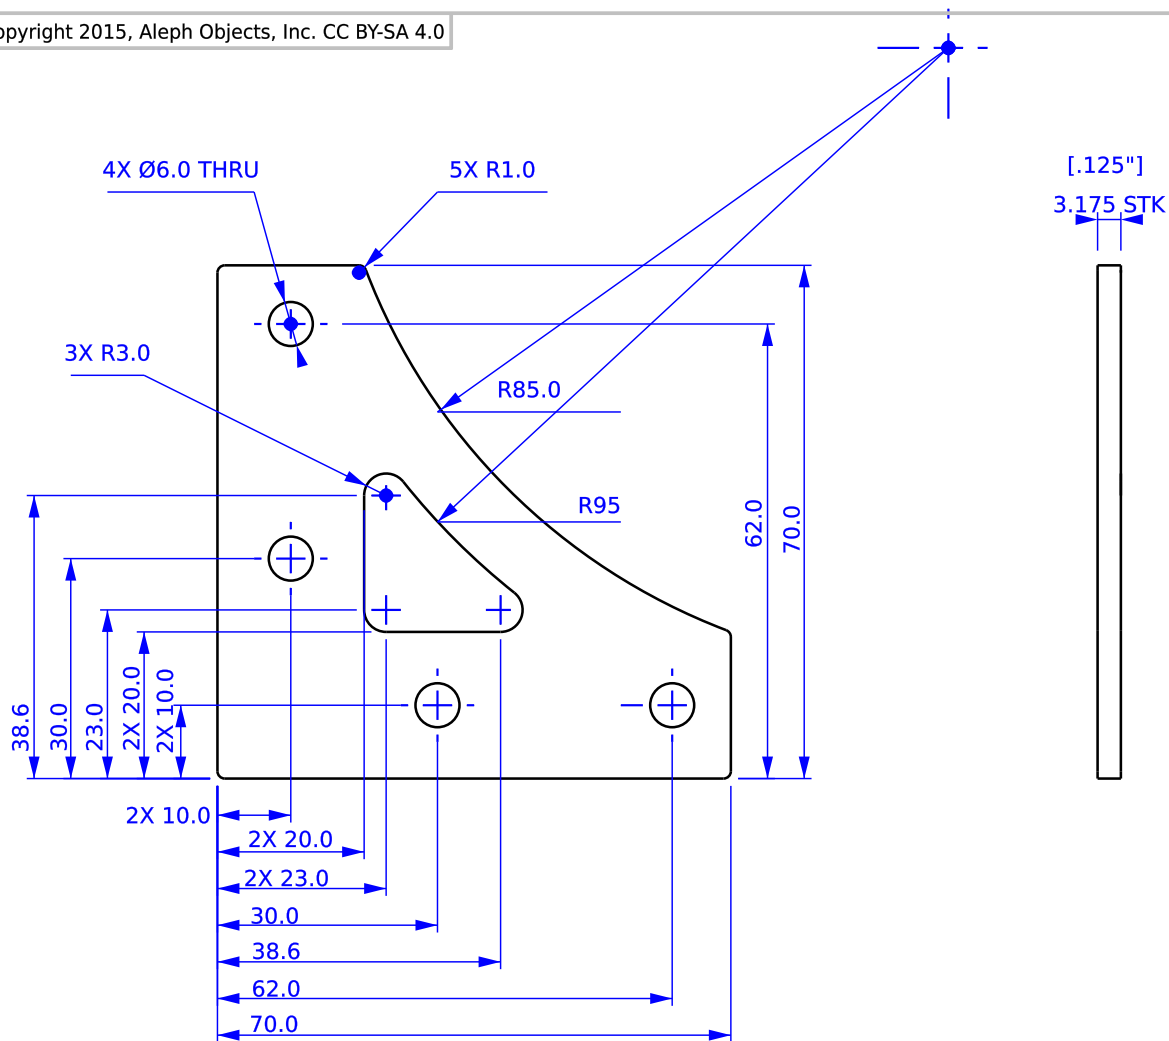 opyright 2015, Aleph Objects, Inc. CC BY-SA 4.0
4X Ø6.0 THRU
5X R1.0
[.125"]
3.175 STK
3X R3.0
R85.0
R95
62.0
70.0
38.6
30.0
23.0
2X 20.0
2X 10.0
2X 10.0
2X 20.0
2X 23.0
30.0
38.6
62.0
70.0